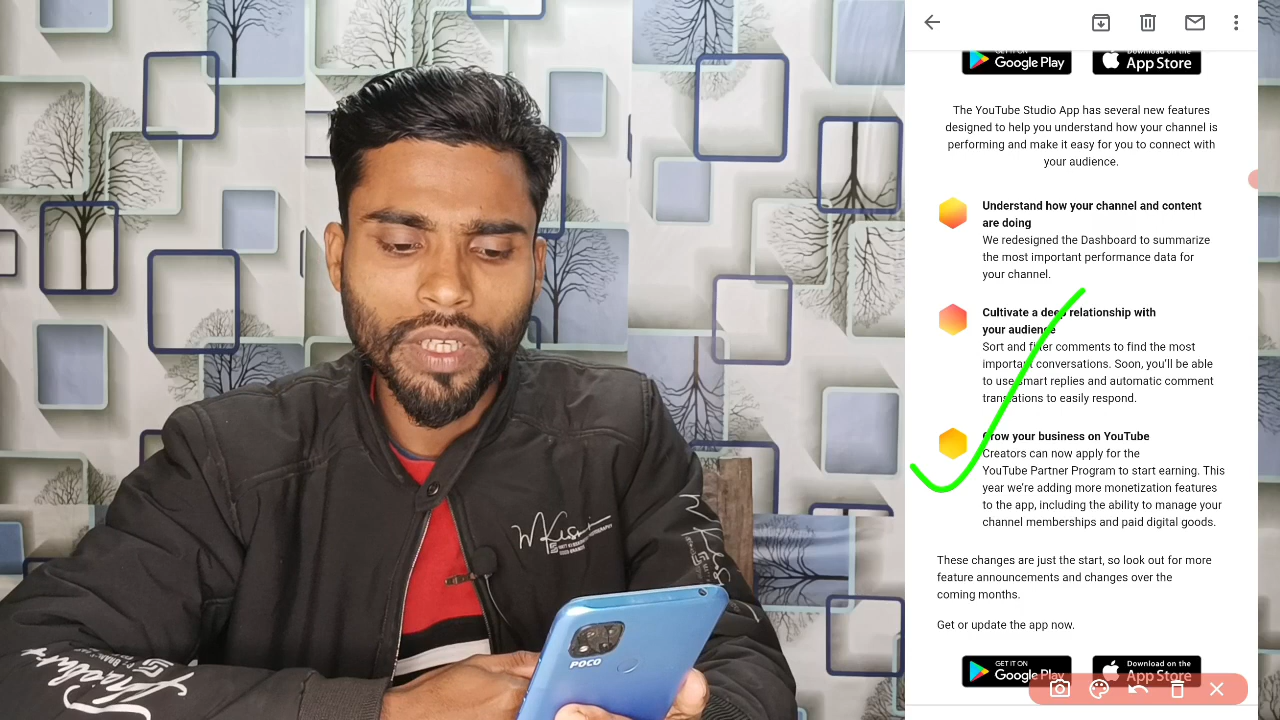 GET IT ON
Google Play
Download on the
App Store
The YouTube Studio App has several new features
designed to help you understand how your channel is
performing and make it easy for you to connect with
your audience.
Understand how your channel and content
are doing
We redesigned the Dashboard to summarize
the most important performance data for
your channel.
Cultivate a deep relationship with
your audience
Sort and filter comments to find the most
important conversations. Soon, you'll be able
to use smart replies and automatic comment
translations to easily respond.
Grow your business on YouTube
Creators can now apply for the
YouTube Partner Program to start earning. This
year we're adding more monetization features
to the app, including the ability to manage your
channel memberships and paid digital goods.
These changes are just the start, so look out for more
feature announcements and changes over the
coming months.
Get or update the app now.
GET IT ON
Google Play
Download on the
App Store
POCO